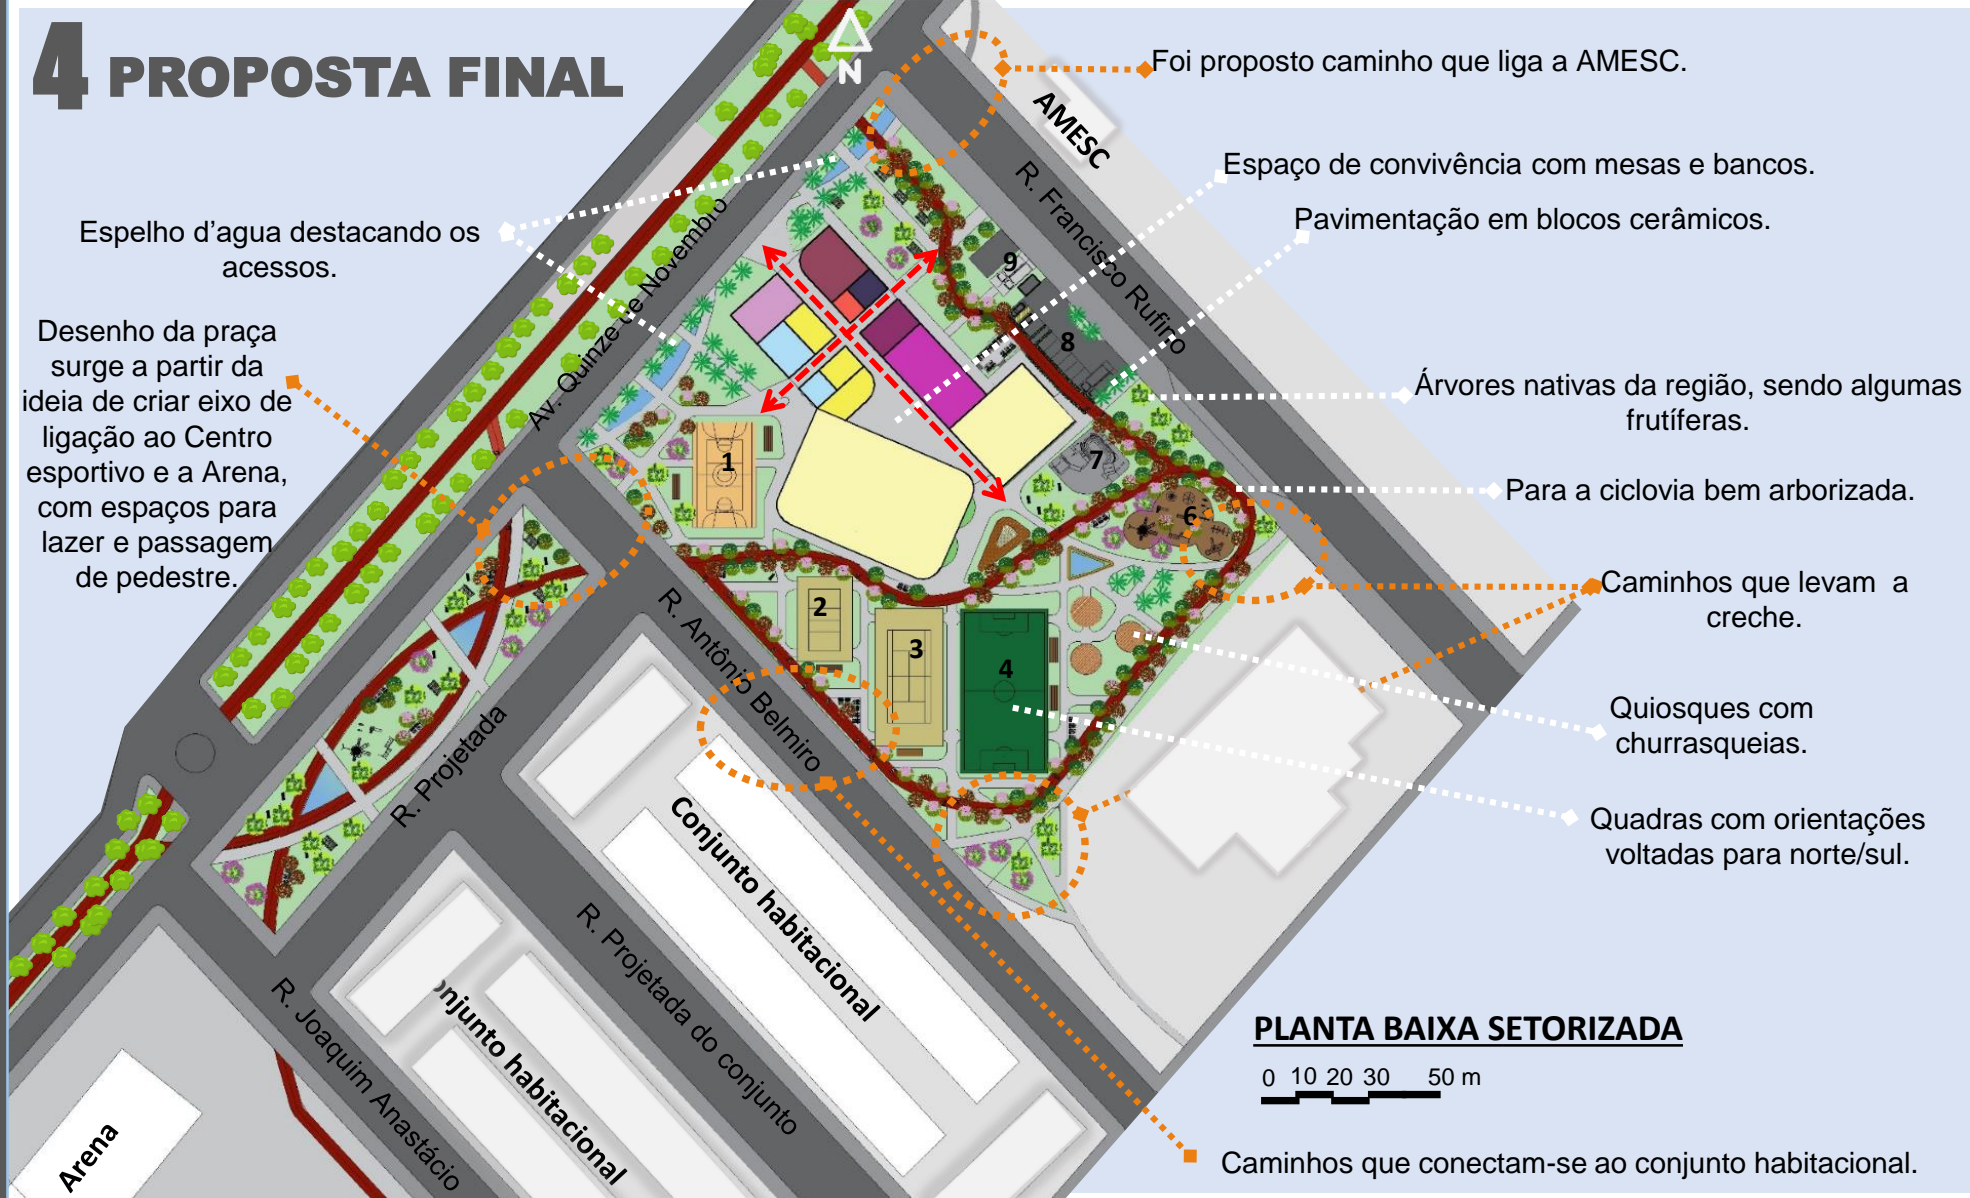 4 PROPOSTA FINAL
N
Foi proposto caminho que liga a AMESC.
AMESC
Espaço de convivência com mesas e bancos.
R. Francisco Rufino
Pavimentação em blocos cerâmicos.
Espelho d'agua destacando os
acessos.
Av. Quinze de Novembro
Desenho da praça
surge a partir da
ideia de criar eixo de
ligação ao Centro
esportivo e a Arena,
com espaços para
lazer e passagem
de pedestre.
9
8
Árvores nativas da região, sendo algumas
frutíferas.
1
7
Para a ciclovia bem arborizada.
6
Caminhos que levam a
creche.
2
3
4
R. Antônio Belmiro
R. Projetada
Quiosques com
churrasqueias.
Quadras com orientações
voltadas para norte/sul.
Conjunto habitacional
R. Projetada do conjunto
onjunto habitacional
R. Joaquim Anastácio
Arena
PLANTA BAIXA SETORIZADA
0 10 20 30 50 m
Caminhos que conectam-se ao conjunto habitacional.